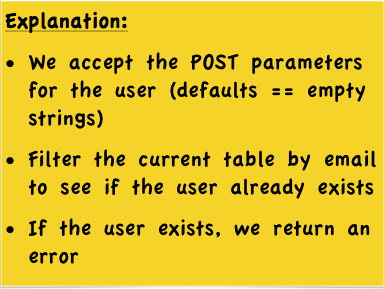 Explanation:
• We accept the POST parameters
for the user (defaults == empty
strings)
• Filter the current table by email
to see if the user already exists
• If the user exists, we return an
error